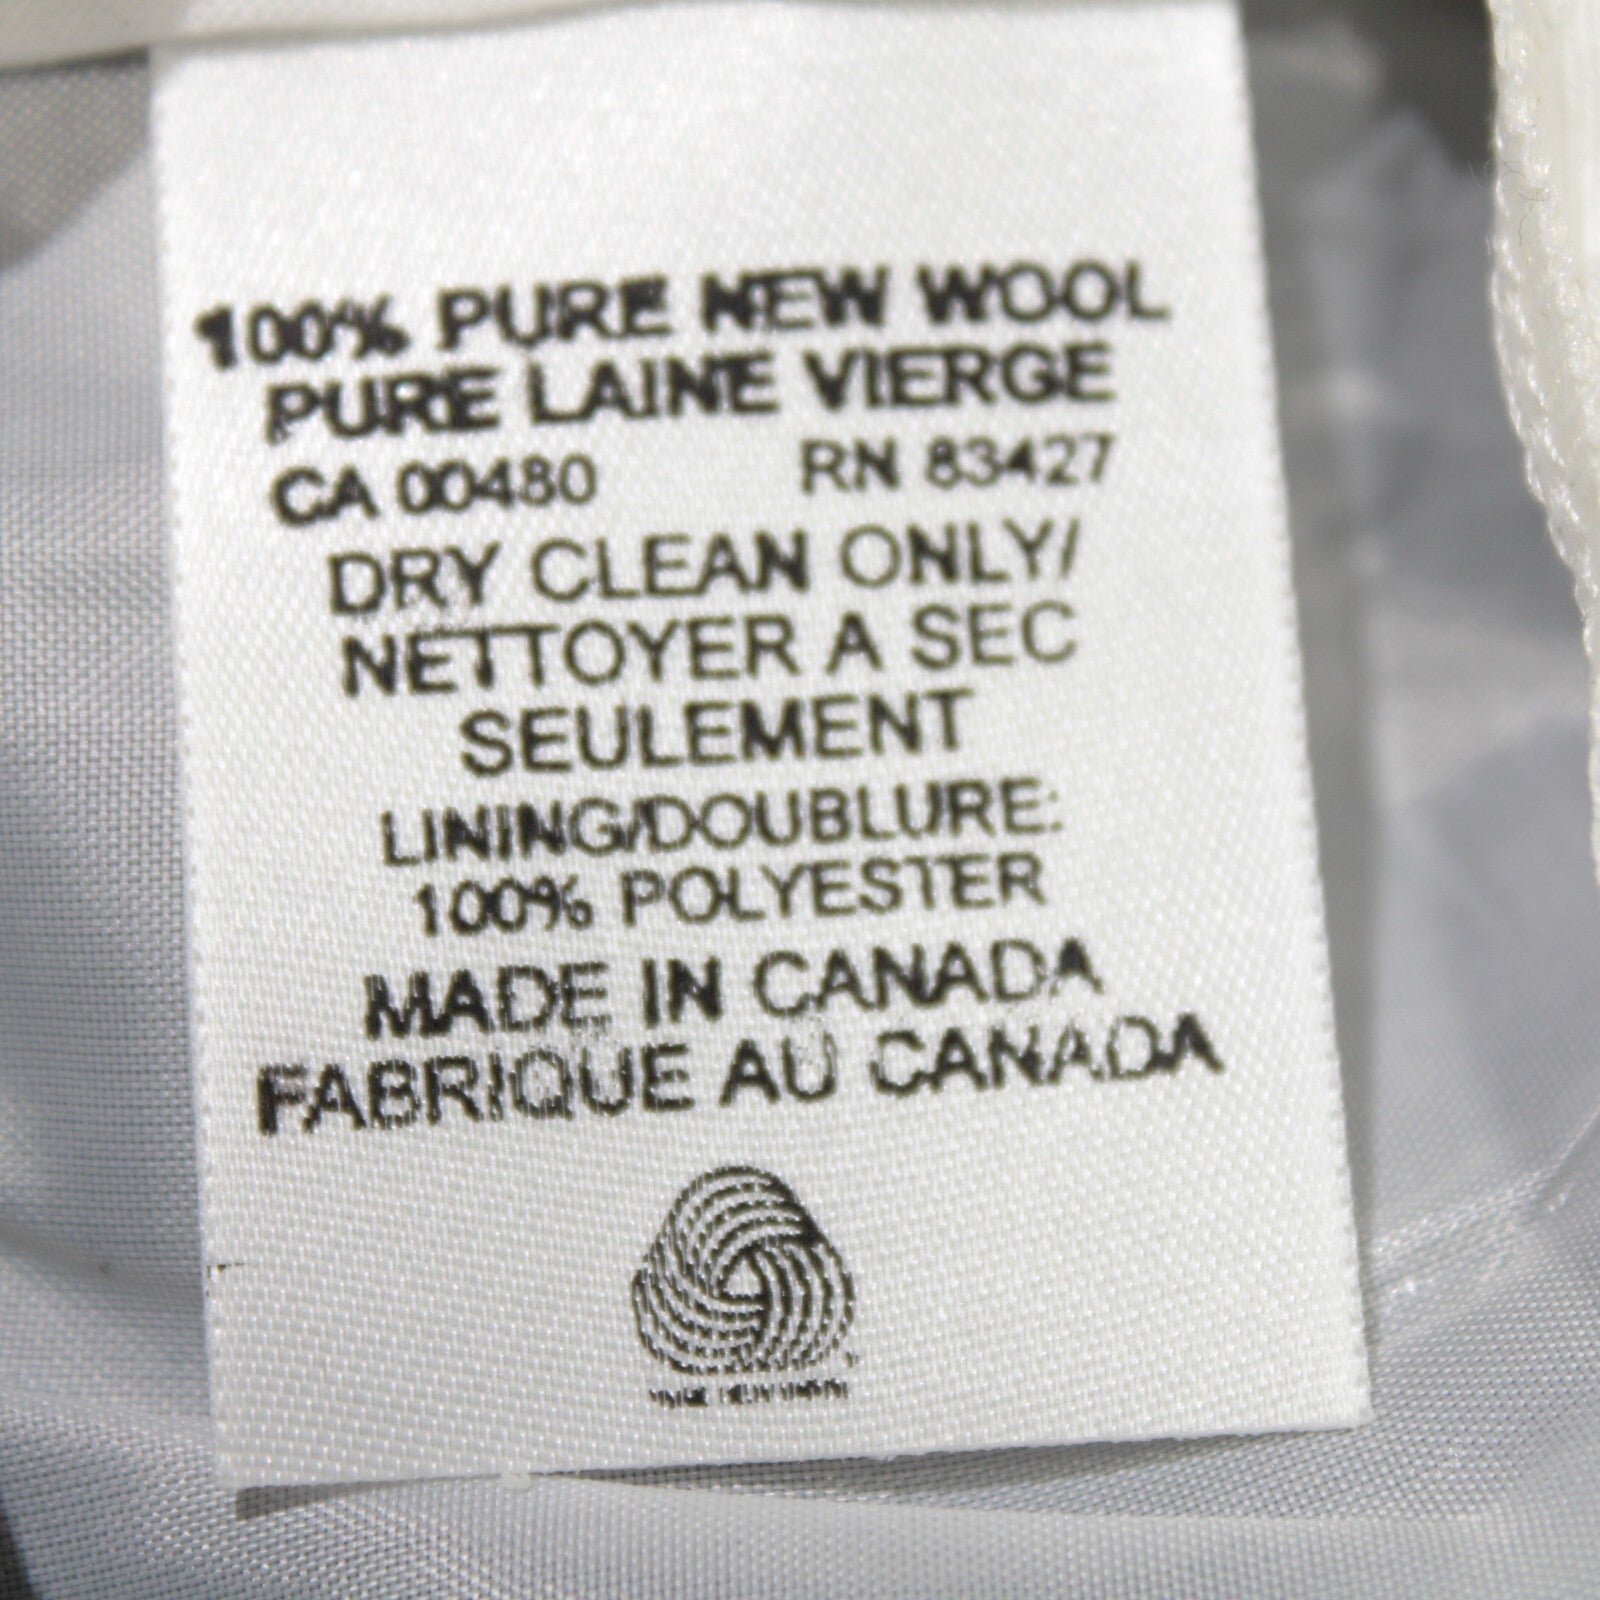 100% PURE NEW WOOL
PURE LAINE VIERGE
CA 00480 RN 83427
DRY CLEAN ONLY/
NETTOYER A SEC
SEULEMENT
LINING/DOUBLURE:
100% POLYESTER
MADE IN CANADA
FABRIQUE AU CANADA